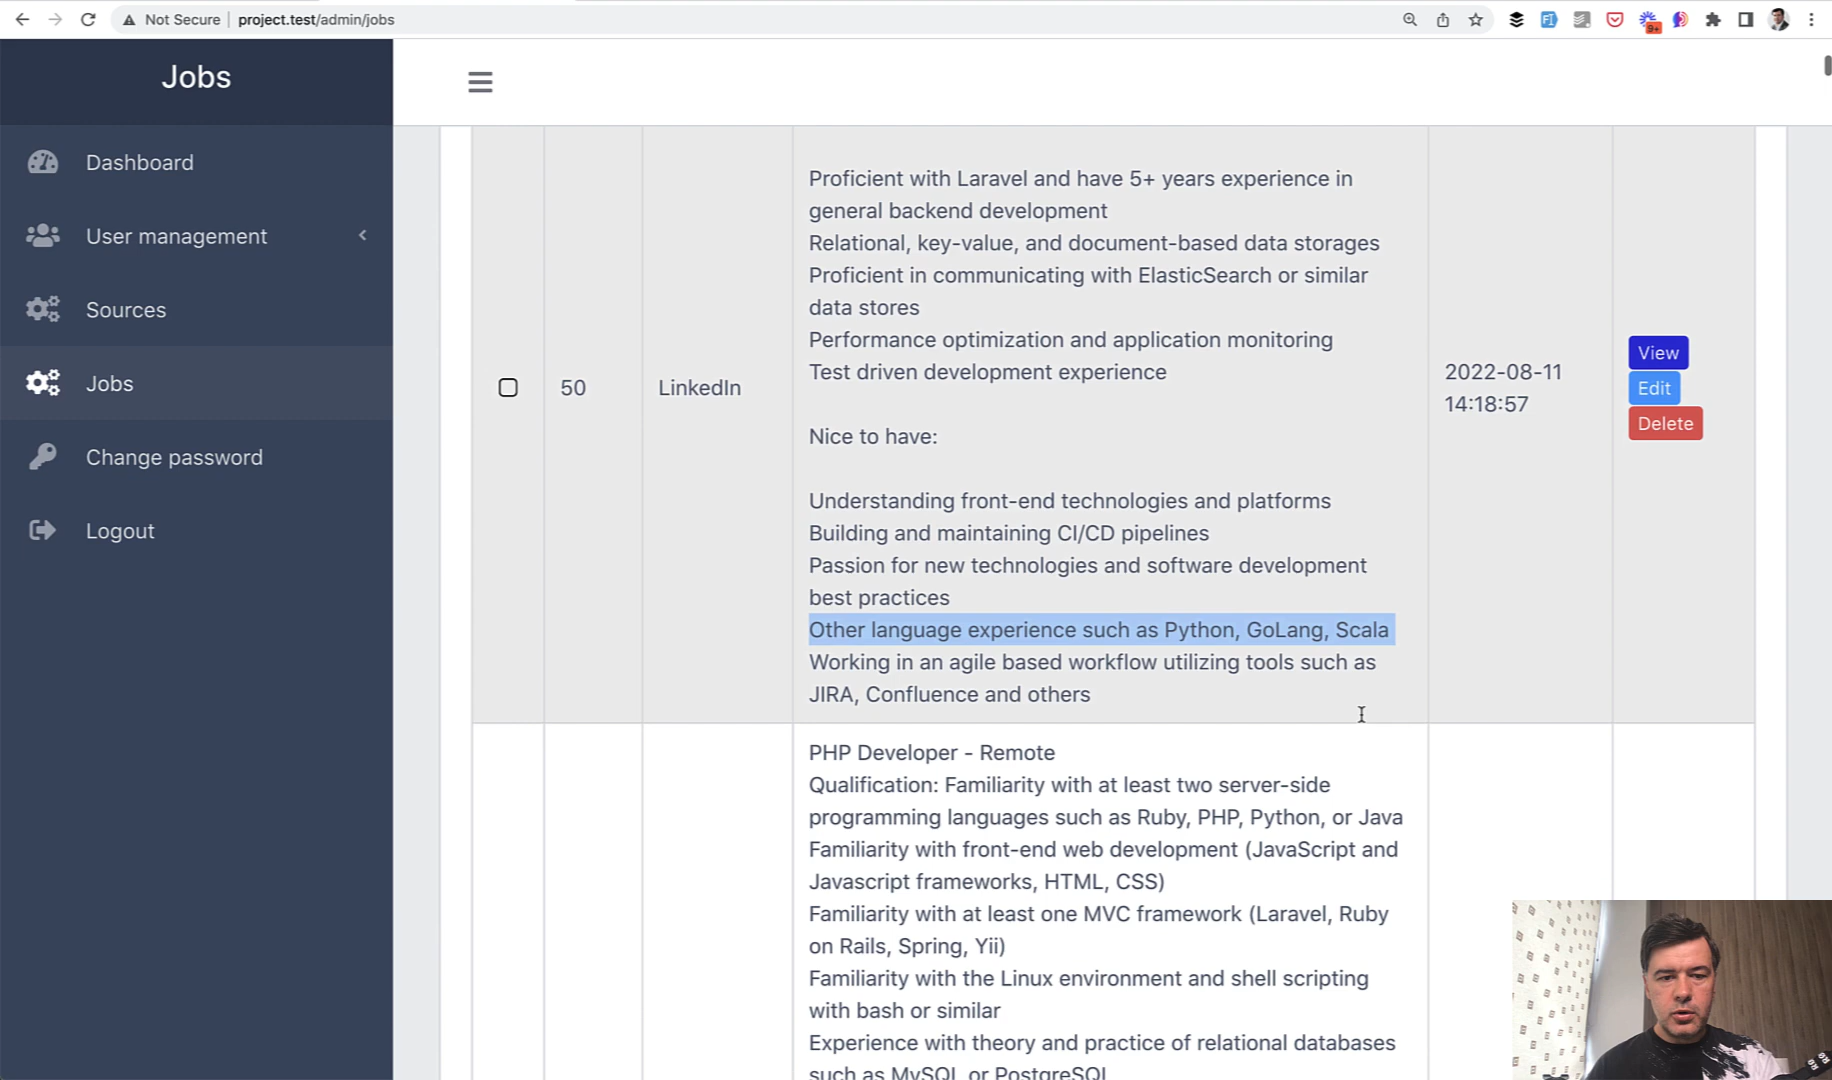 Not Secure
project.test/admin/jobs
9+
Jobs
Dashboard
User management
Sources
Jobs
Change password
Logout
50
LinkedIn
Proficient with Laravel and have 5+ years experience in
general backend development
Relational, key-value, and document-based data storages
Proficient in communicating with ElasticSearch or similar
data stores
Performance optimization and application monitoring
Test driven development experience
Nice to have:
Understanding front-end technologies and platforms
Building and maintaining CI/CD pipelines
Passion for new technologies and software development
best practices
Other language experience such as Python, GoLang, Scala
Working in an agile based workflow utilizing tools such as
JIRA, Confluence and others
2022-08-11
14:18:57
View
Edit
Delete
PHP Developer - Remote
Qualification: Familiarity with at least two server-side
programming languages such as Ruby, PHP, Python, or Java
Familiarity with front-end web development (JavaScript and
Javascript frameworks, HTML, CSS)
Familiarity with at least one MVC framework (Laravel, Ruby
on Rails, Spring, Yii)
Familiarity with the Linux environment and shell scripting
with bash or similar
Experience with theory and practice of relational databases
such as MySQL or PostgreSQL